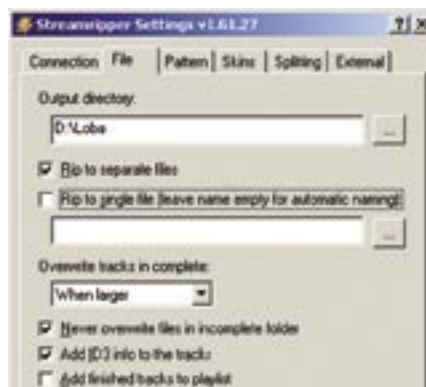 Streamripper Settings v1.61.27
Connection File Pattern Skins Splitting External
Output directory:
D:\Loba
...
Rip to separate files
Rip to single file (leave name empty for automatic naming):
...
Overwrite tracks in complete:
When larger
Never overwrite files in incomplete folder
Add ID3 info to the tracks
Add finished tracks to playlist